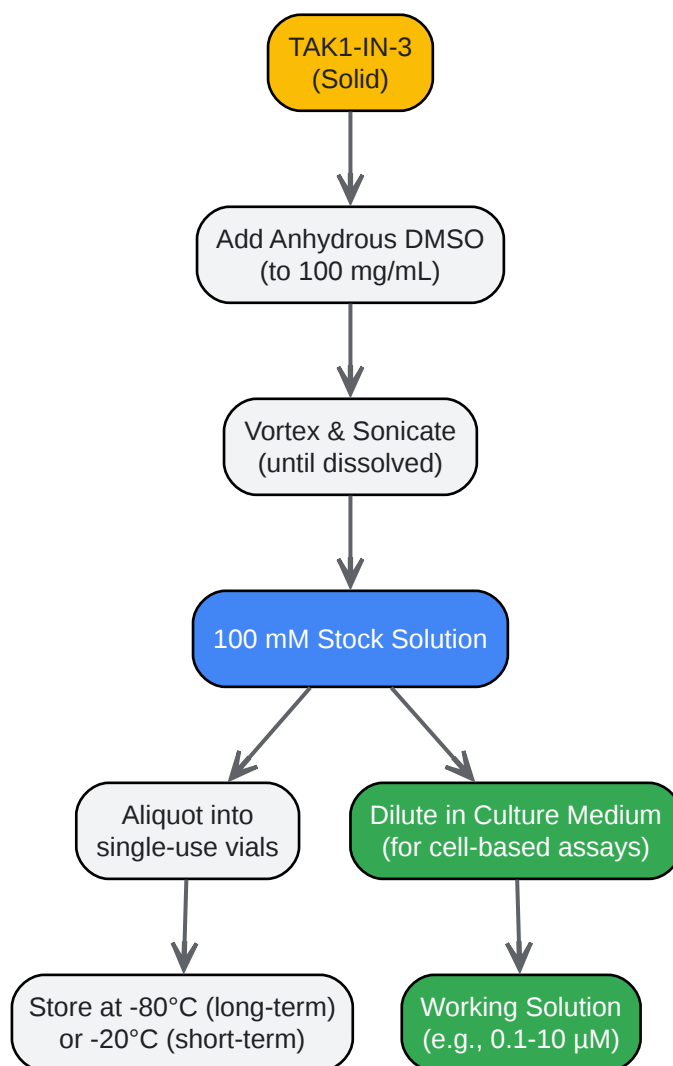 TAK1-IN-3
(Solid)
Add Anhydrous DMSO
(to 100 mg/mL)
Vortex & Sonicate
(until dissolved)
100 mM Stock Solution
Aliquot into
single-use vials
Dilute in Culture Medium
(for cell-based assays)
Store at -80°C (long-term)
or -20°C (short-term)
Working Solution
(e.g., 0.1-10 µM)